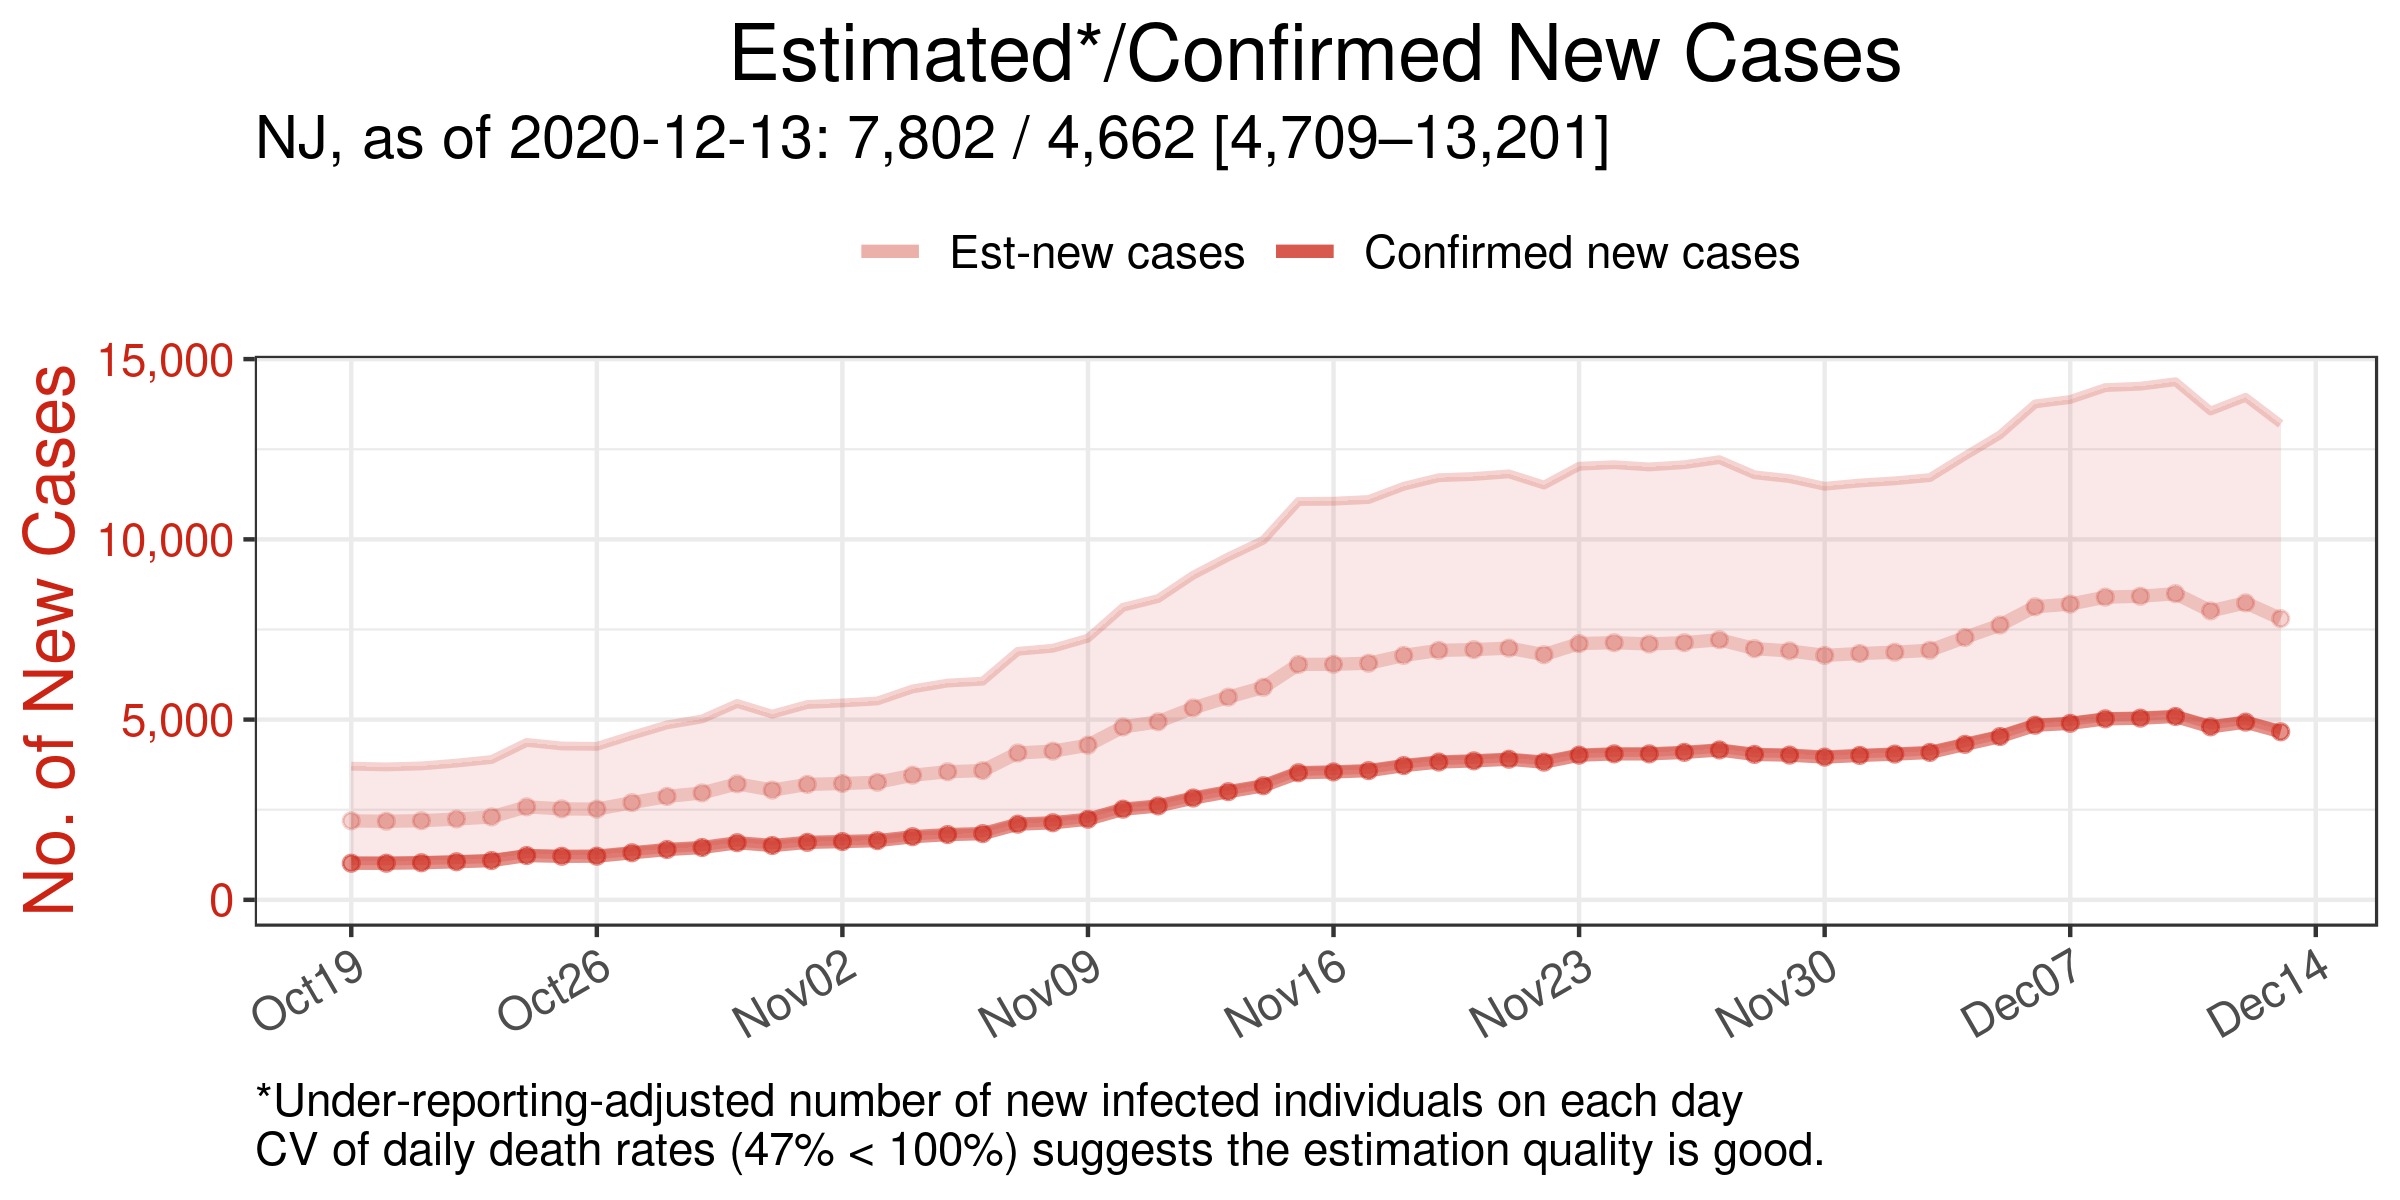 Estimated*/Confirmed New Cases
NJ, as of 2020-12-13: 7,802 / 4,662 [4,709–13,201]
Est-new cases
Confirmed new cases
No. of New Cases
15,000
10,000
5,000
0
Oct19
Oct26
Nov02
Nov09
Nov16
Nov23
Nov30
Dec07
Dec14
*Under-reporting-adjusted number of new infected individuals on each day
CV of daily death rates (47% < 100%) suggests the estimation quality is good.